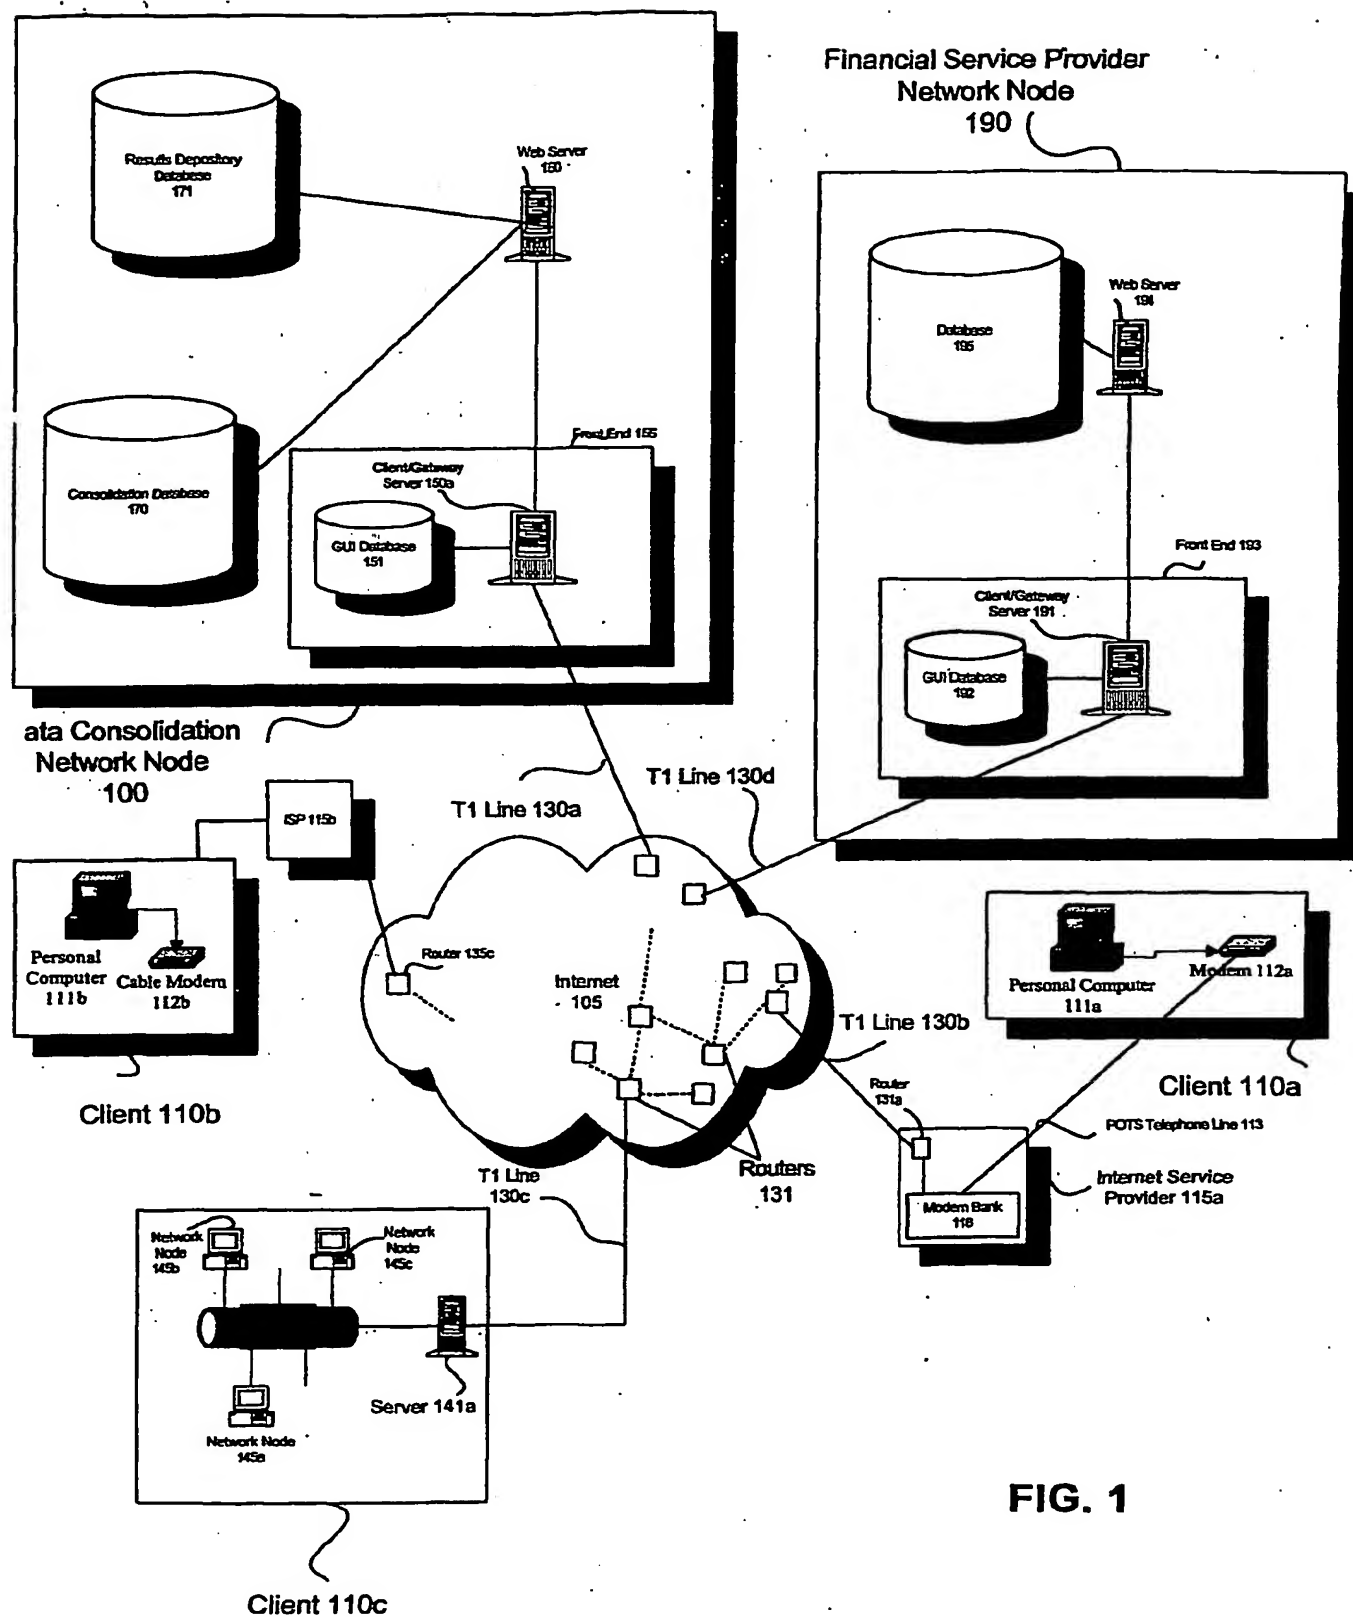 Financial Service Provider
Network Node
190
Results Depository
Database
171
Web Server
160
Web Server
194
Database
195
Front End 155
Client/Gateway
Server 150a
Consolidation Database
170
GUI Database
151
Front End 193
Client/Gateway
Server 191
GUI Database
192
ata Consolidation
Network Node
100
T1 Line 130a
T1 Line 130d
ISP 115b
Personal
Computer
111b
Cable Modem
112b
Router 135c
Internet
105
Personal Computer
111a
Modem 112a
T1 Line 130b
Client 110b
Client 110a
Router
131a
POTS Telephone Line 113
Routers
131
T1 Line
130c
Internet Service
Provider 115a
Modem Bank
118
Network
Node
145b
Network
Node
145c
Server 141a
Network Node
145a
FIG. 1
Client 110c